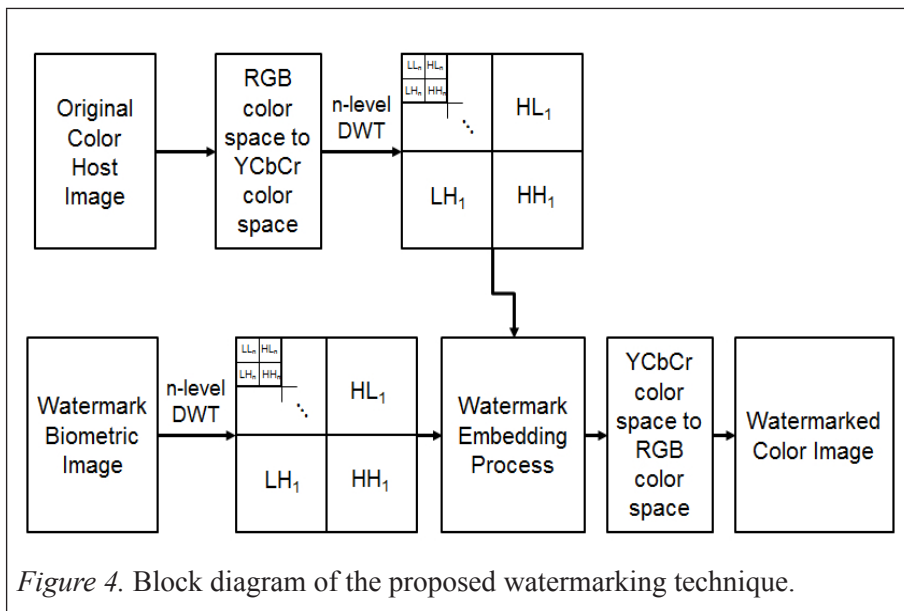 Original
Color
Host
Image
RGB
color
space to
YCbCr
color
space
n-level
DWT
LLₙ HLₙ
LHₙ HHₙ
⋱
HL₁
LH₁ HH₁
Watermark
Biometric
Image
n-level
DWT
LLₙ HLₙ
LHₙ HHₙ
⋱
HL₁
LH₁ HH₁
Watermark
Embedding
Process
YCbCr
color
space to
RGB
color
space
Watermarked
Color Image
Figure 4. Block diagram of the proposed watermarking technique.